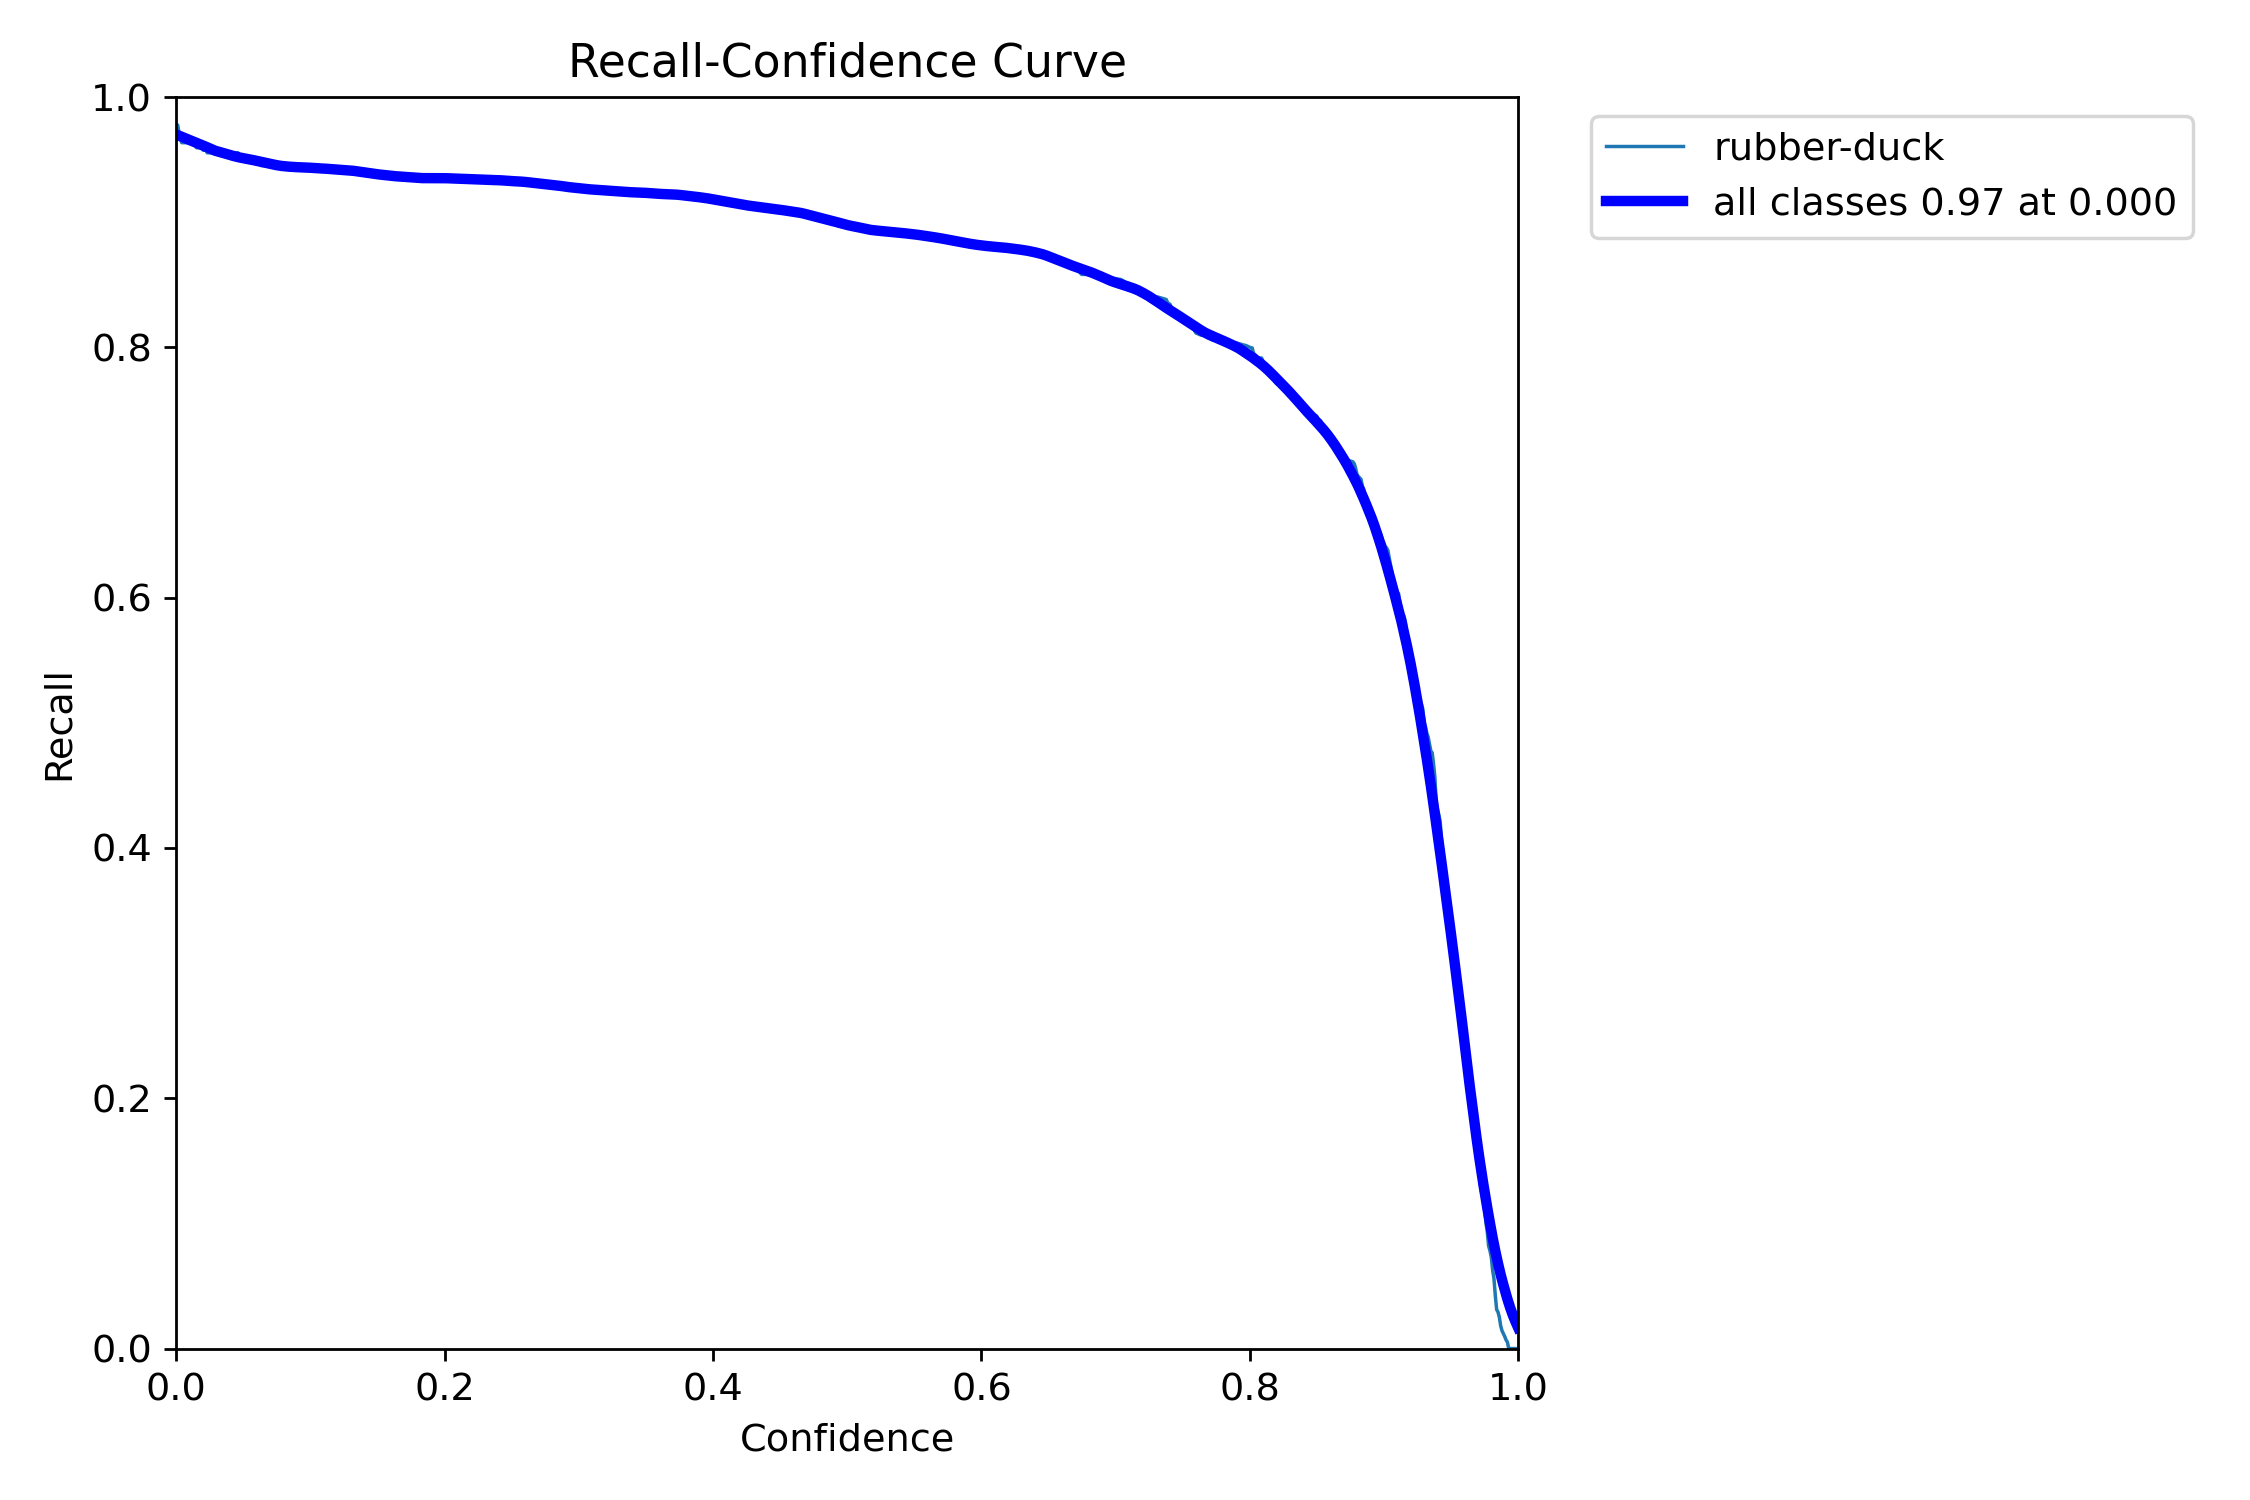 Recall-Confidence Curve
1.0
0.8
0.6
0.4
0.2
0.0
Recall
0.0 0.2 0.4 0.6 0.8 1.0
Confidence
rubber-duck
all classes 0.97 at 0.000